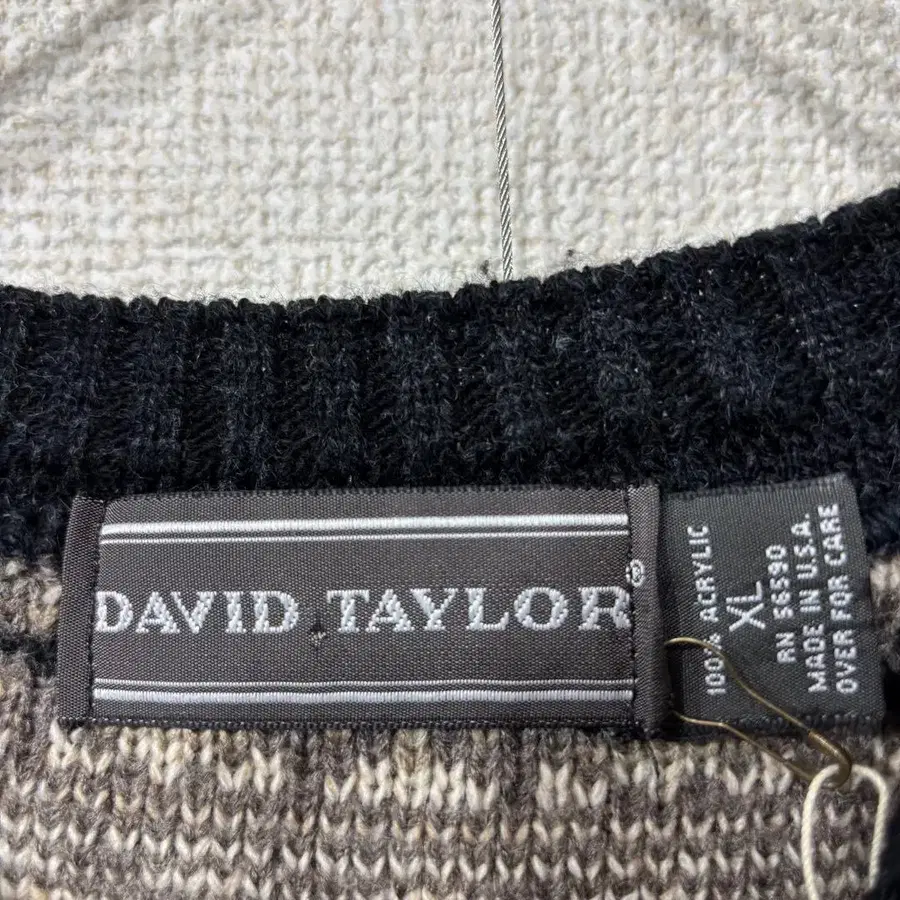 DAVID TAYLOR®
100% ACRYLIC
XL
RN 56590
MADE IN U.S.A.
OVER FOR CARE